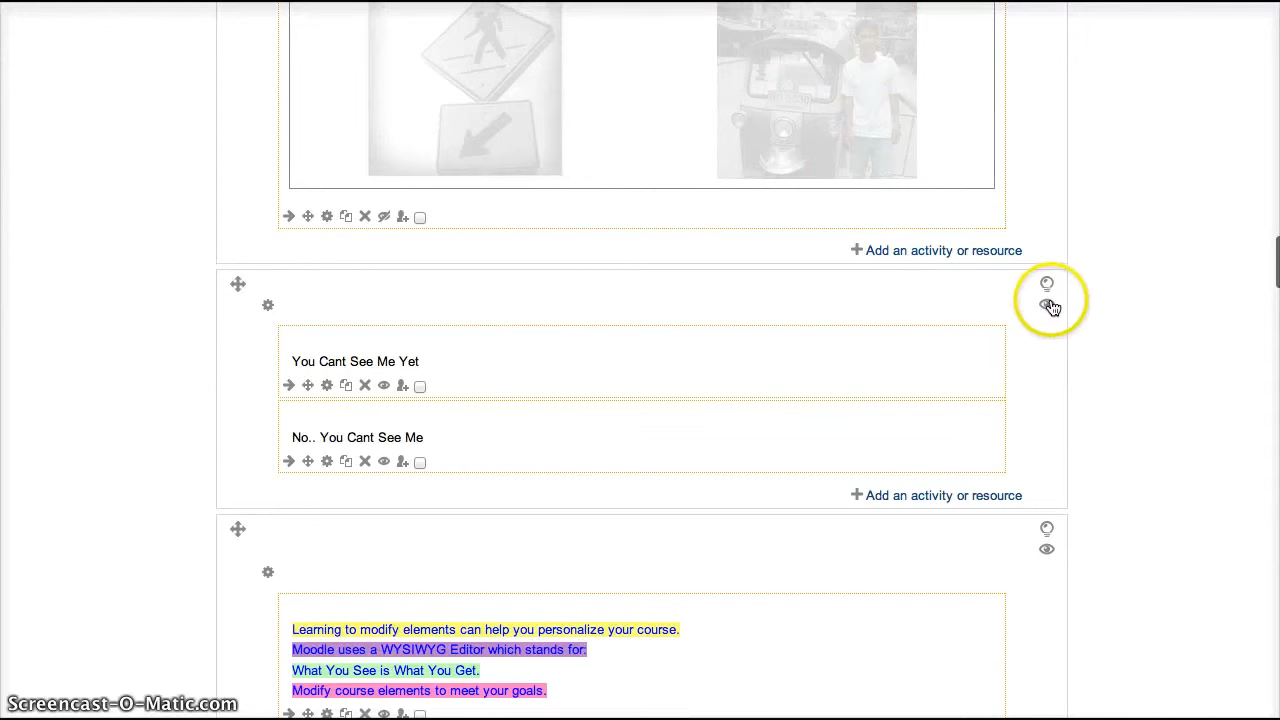 Add an activity or resource
You Cant See Me Yet
No.. You Cant See Me
Add an activity or resource
Learning to modify elements can help you personalize your course.
Moodle uses a WYSIWYG Editor which stands for:
What You See is What You Get.
Modify course elements to meet your goals.
Screencast-O-Matic.com